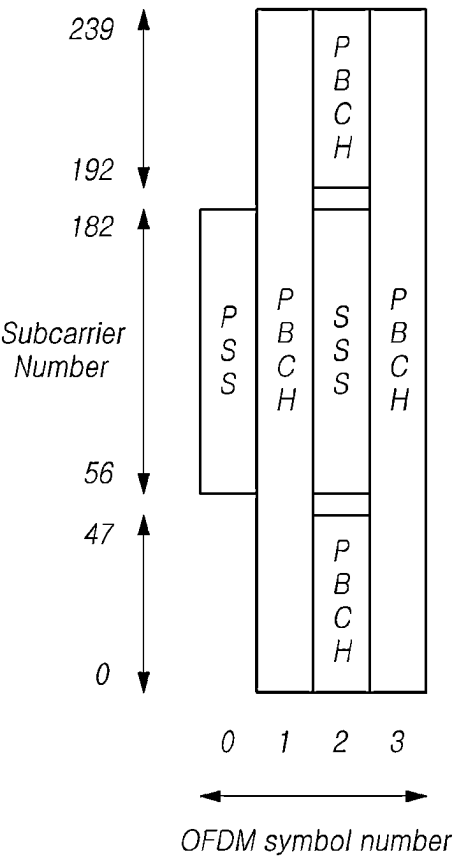 239
192
182
Subcarrier
Number
56
47
0
P
B
C
H
P
S
S
P
B
C
H
S
S
S
P
B
C
H
P
B
C
H
0 1 2 3
OFDM symbol number